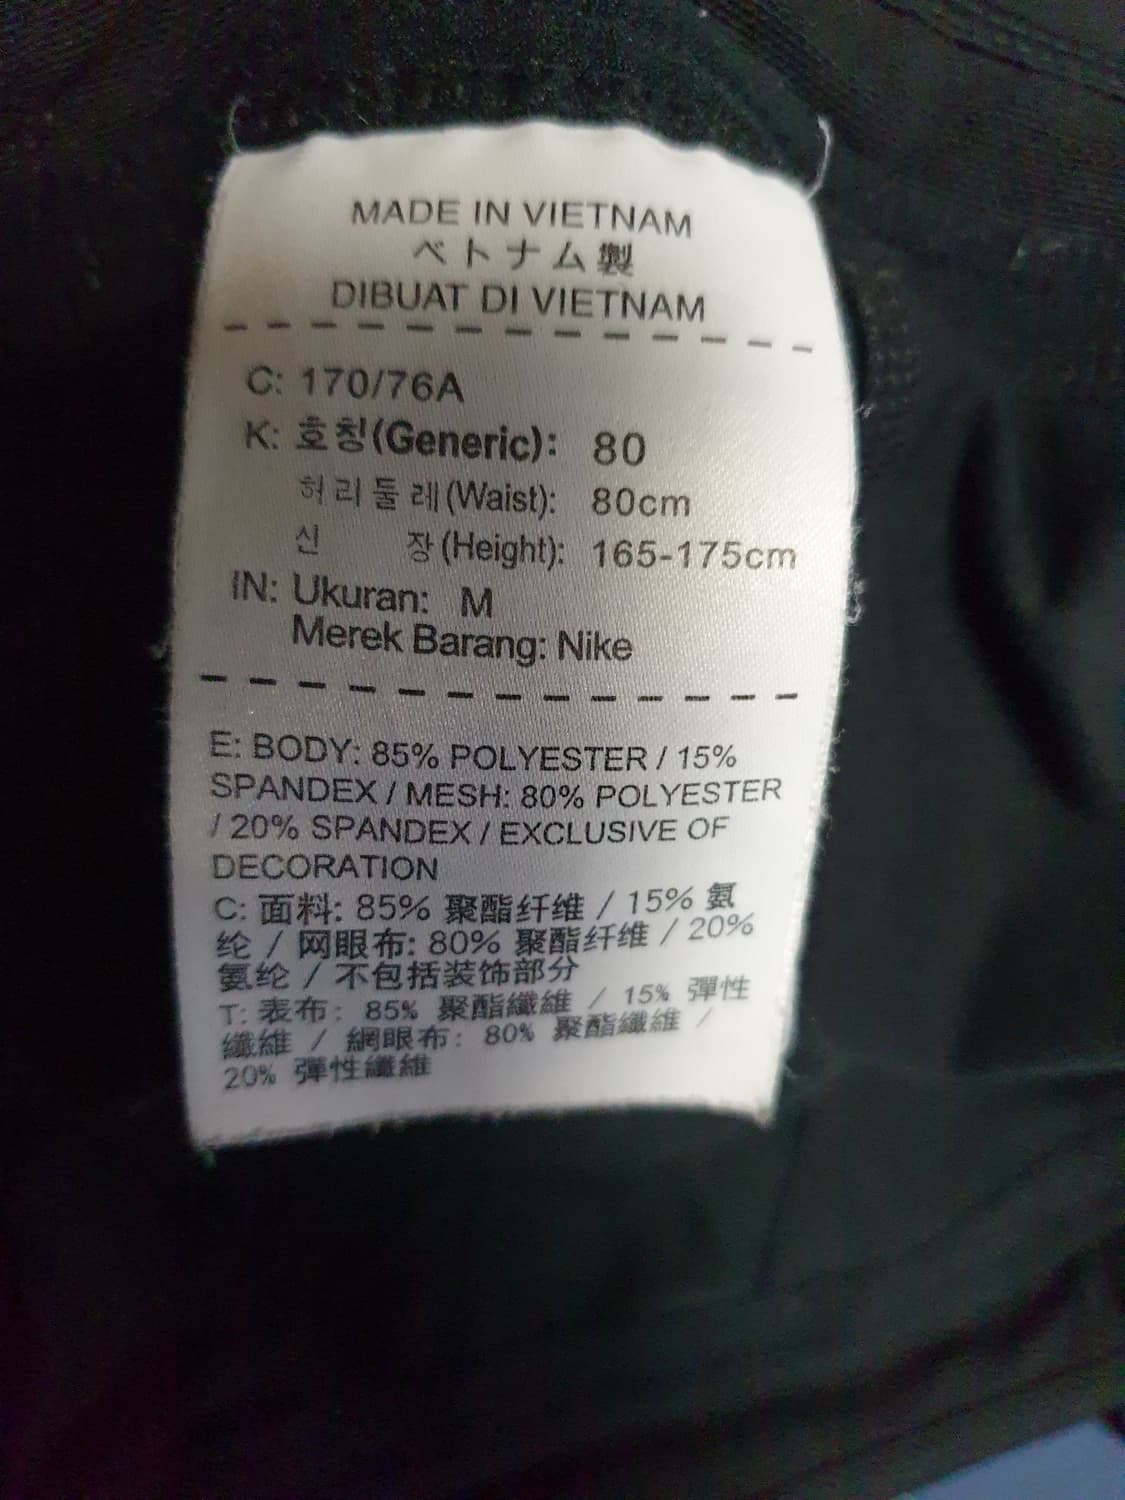 MADE IN VIETNAM
ベトナム製
DIBUAT DI VIETNAM
C: 170/76A
K: 호칭(Generic): 80
허리둘레(Waist): 80cm
신 장(Height): 165-175cm
IN: Ukuran: M
Merek Barang: Nike
E: BODY: 85% POLYESTER / 15%
SPANDEX / MESH: 80% POLYESTER
/ 20% SPANDEX / EXCLUSIVE OF
DECORATION
C: 面料: 85% 聚酯纤维 / 15% 氨
纶 / 网眼布: 80% 聚酯纤维 / 20%
氨纶 / 不包括装饰部分
T: 表布: 85% 聚酯纖維 / 15% 彈性
纖維 / 網眼布: 80% 聚酯纖維 /
20% 彈性纖維